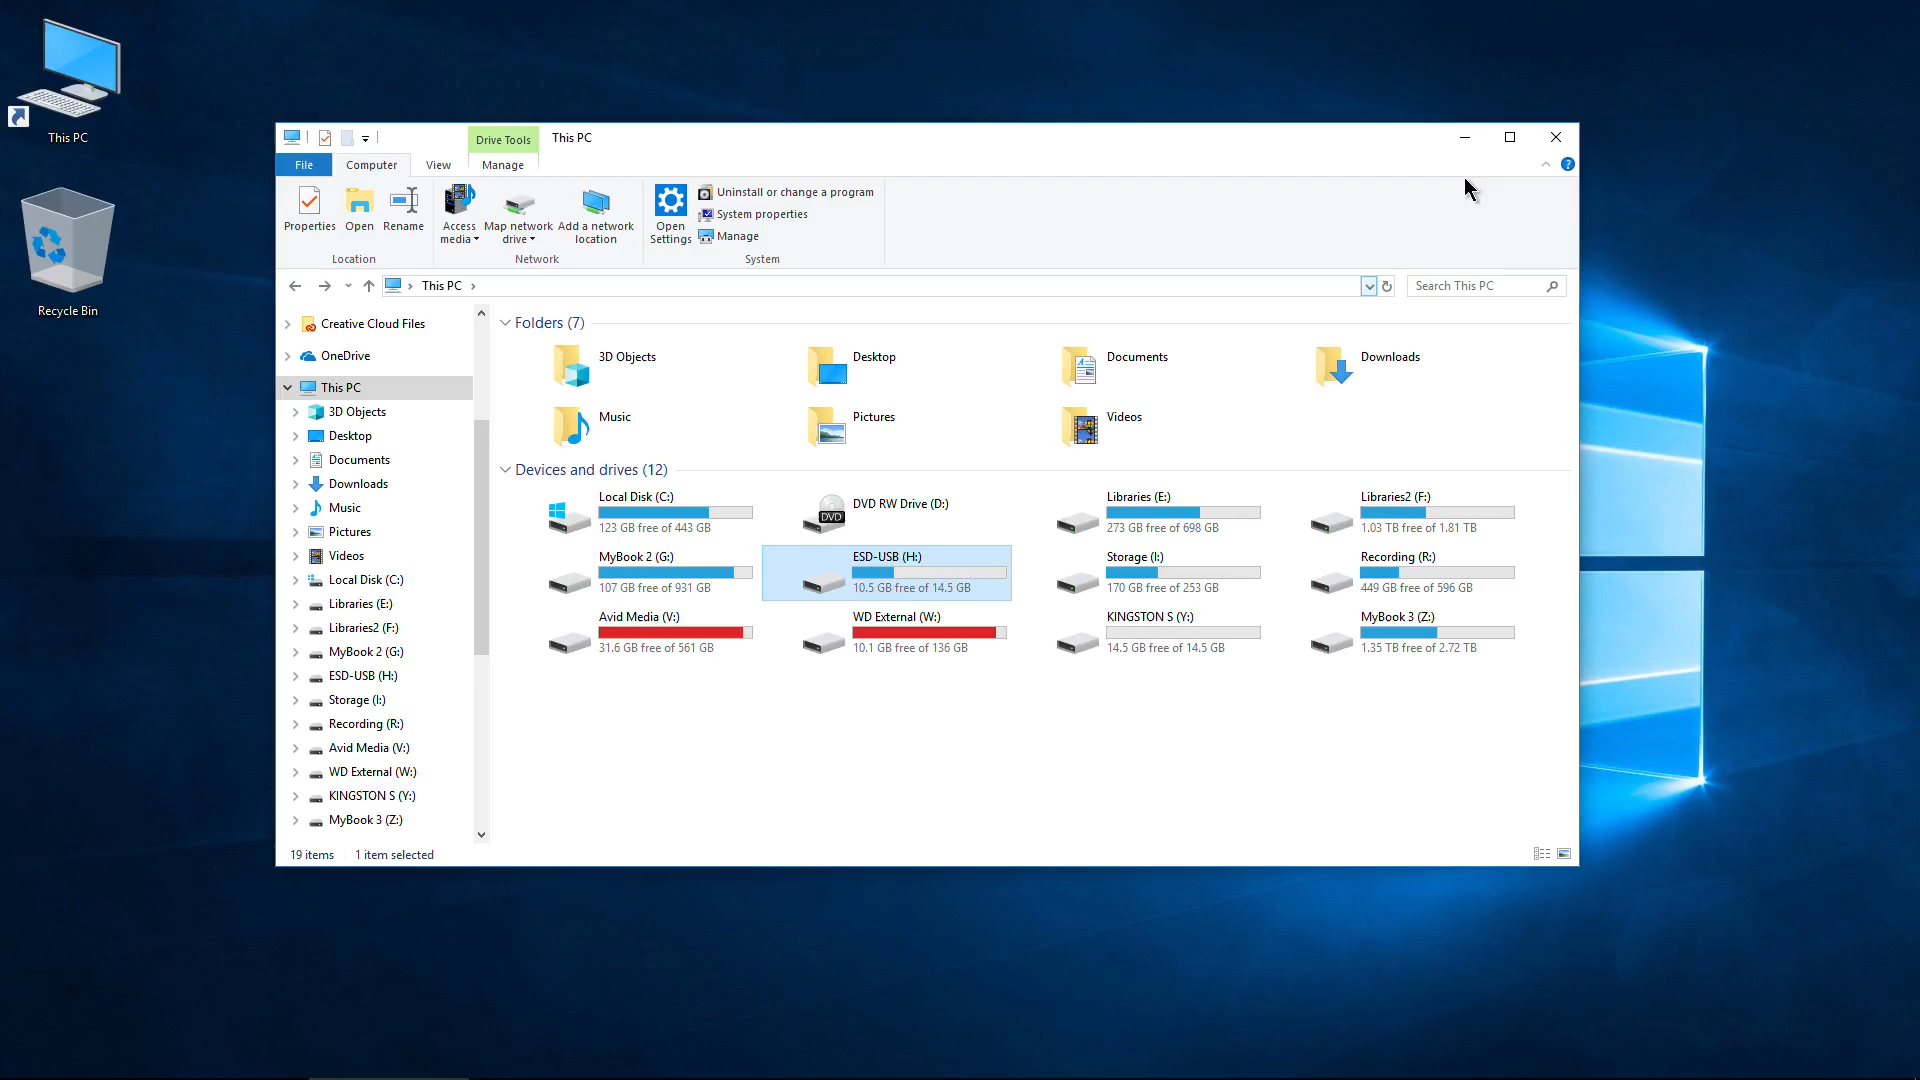 This PC
Recycle Bin
Drive Tools
This PC
File
Computer
View
Manage
Properties
Open
Rename
Location
Access media
Map network drive
Add a network location
Network
Open Settings
Uninstall or change a program
System properties
Manage
System
This PC
Search This PC
Creative Cloud Files
OneDrive
This PC
3D Objects
Desktop
Documents
Downloads
Music
Pictures
Videos
Local Disk (C:)
Libraries (E:)
Libraries2 (F:)
MyBook 2 (G:)
ESD-USB (H:)
Storage (I:)
Recording (R:)
Avid Media (V:)
WD External (W:)
KINGSTON S (Y:)
MyBook 3 (Z:)
Folders (7)
3D Objects
Desktop
Documents
Downloads
Music
Pictures
Videos
Devices and drives (12)
Local Disk (C:)
123 GB free of 443 GB
DVD
DVD RW Drive (D:)
Libraries (E:)
273 GB free of 698 GB
Libraries2 (F:)
1.03 TB free of 1.81 TB
MyBook 2 (G:)
107 GB free of 931 GB
ESD-USB (H:)
10.5 GB free of 14.5 GB
Storage (I:)
170 GB free of 253 GB
Recording (R:)
449 GB free of 596 GB
Avid Media (V:)
31.6 GB free of 561 GB
WD External (W:)
10.1 GB free of 136 GB
KINGSTON S (Y:)
14.5 GB free of 14.5 GB
MyBook 3 (Z:)
1.35 TB free of 2.72 TB
19 items
1 item selected